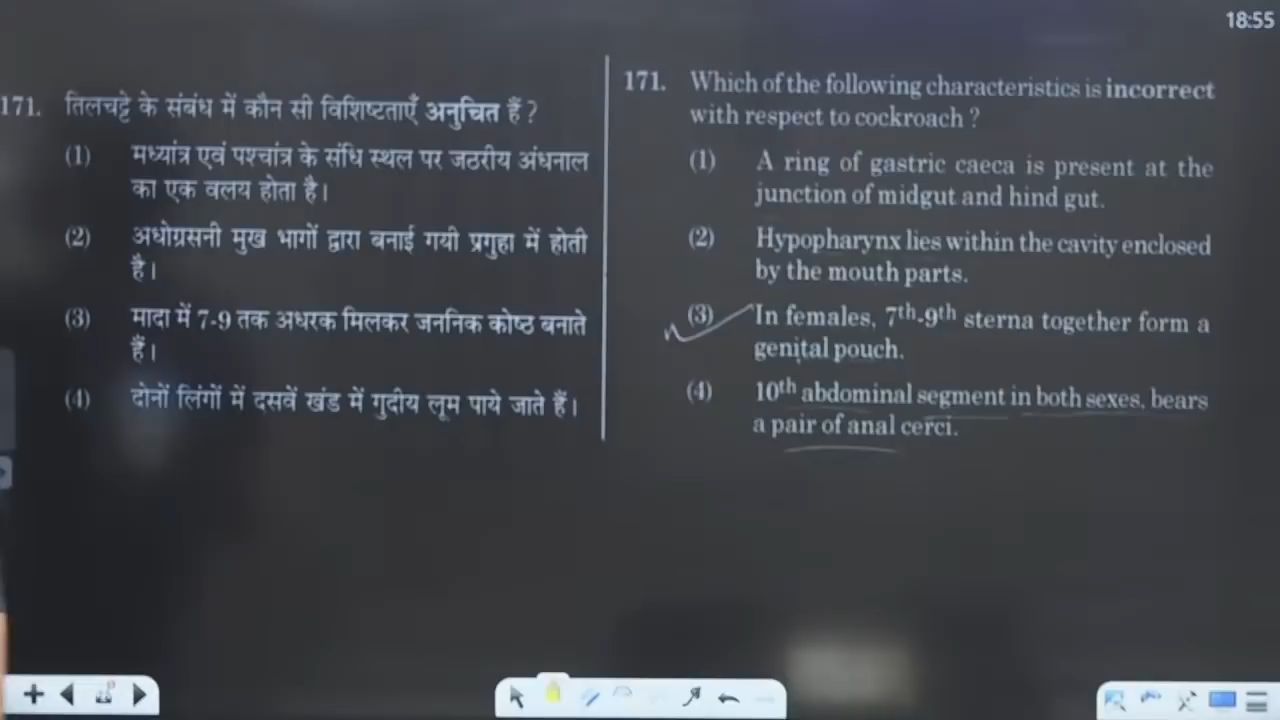 18:55
171. तिलचट्टे के संबंध में कौन सी विशिष्टताएँ अनुचित हैं ?
(1) मध्यांत्र एवं पश्चांत्र के संधि स्थल पर जठरीय अंधनाल
का एक वलय होता है।
(2) अधोग्रसनी मुख भागों द्वारा बनाई गयी प्रगुहा में होती
है।
(3) मादा में 7-9 तक अधरक मिलकर जननिक कोष्ठ बनाते
हैं।
(4) दोनों लिंगों में दसवें खंड में गुदीय लूम पाये जाते हैं।
171. Which of the following characteristics is incorrect
with respect to cockroach ?
(1) A ring of gastric caeca is present at the
junction of midgut and hind gut.
(2) Hypopharynx lies within the cavity enclosed
by the mouth parts.
(3) In females, 7th-9th sterna together form a
genital pouch.
(4) 10th abdominal segment in both sexes, bears
a pair of anal cerci.